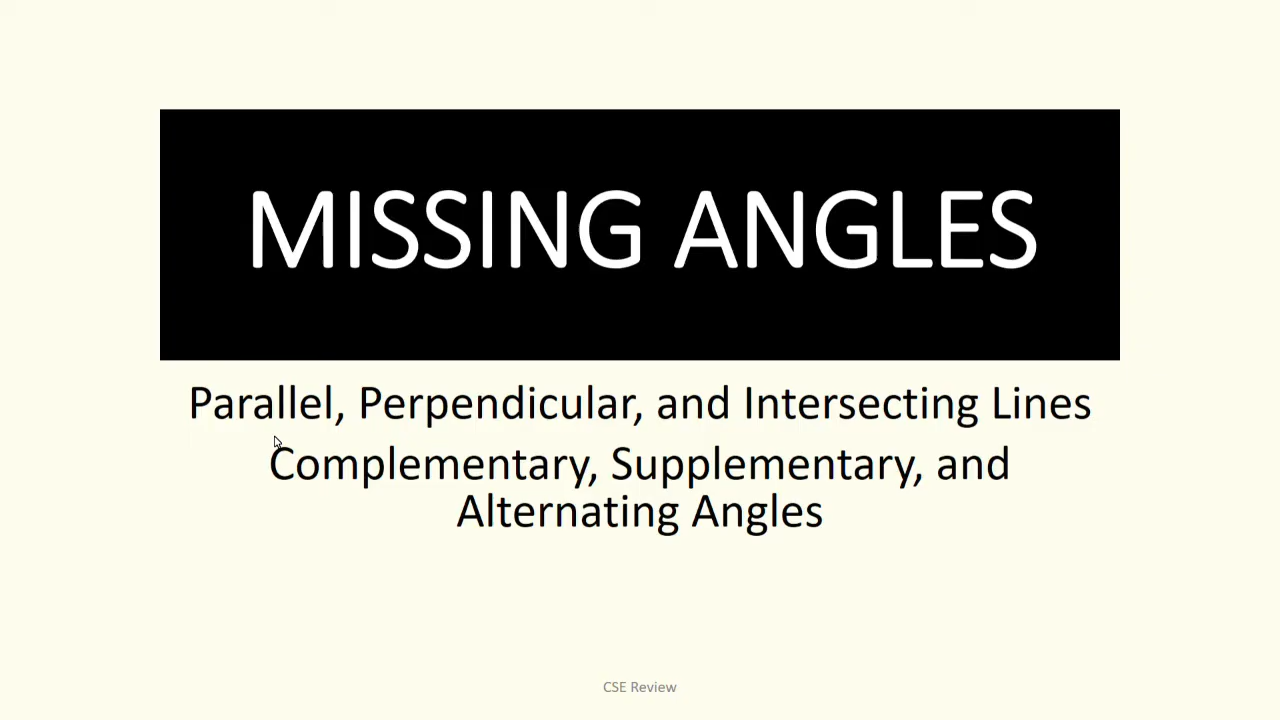 MISSING ANGLES
Parallel, Perpendicular, and Intersecting Lines
Complementary, Supplementary, and
Alternating Angles
CSE Review